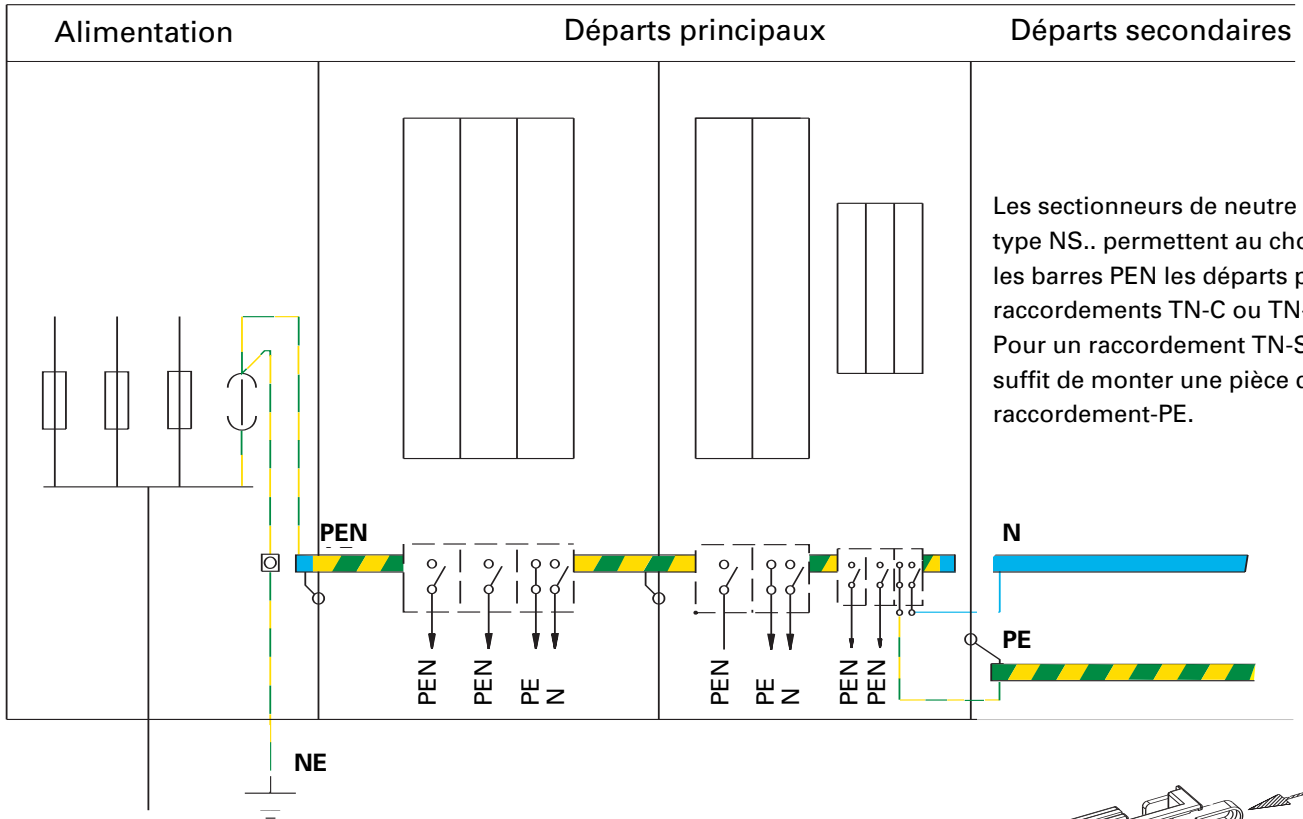 Alimentation
Départs principaux
Départs secondaires
Les sectionneurs de neutre
type NS.. permettent au
les barres PEN les départs
raccordements TN-C ou
Pour un raccordement TN-S
suffit de monter une pièce
raccordement-PE.
PEN
N
PE
PEN
PEN
PE
N
PEN
PE
N
PEN
PEN
NE